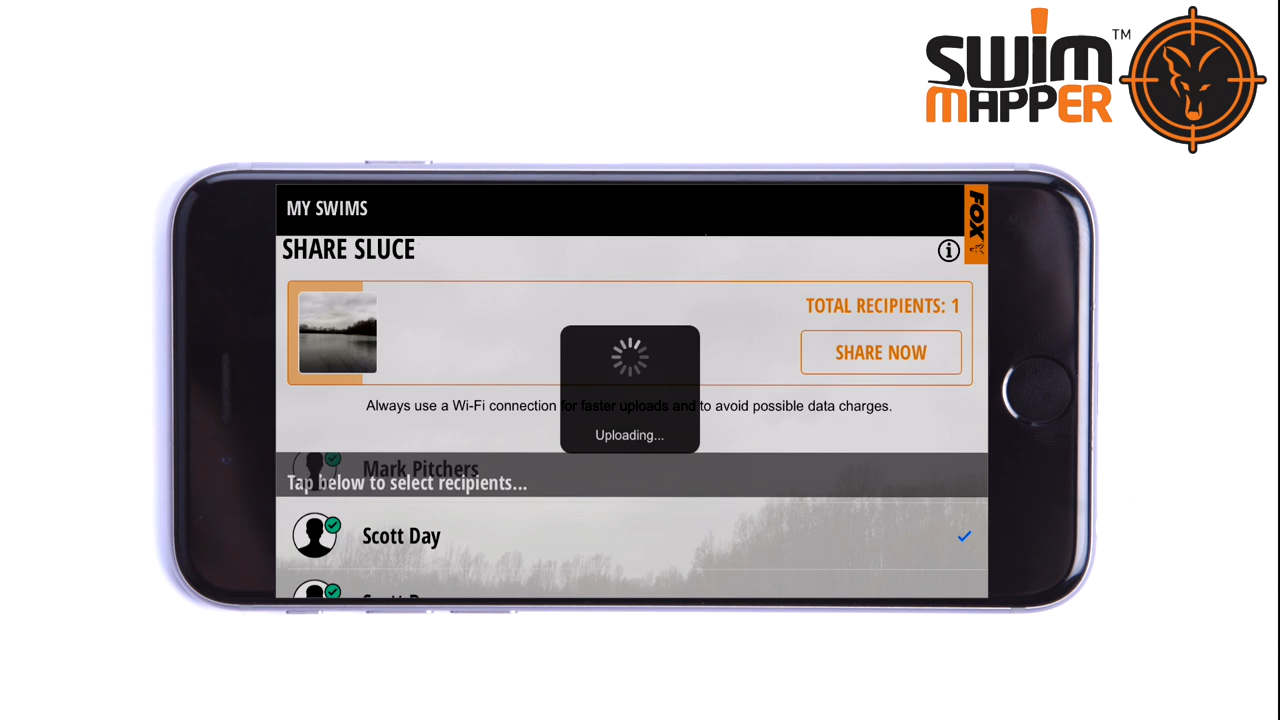 SWIM
MAPPER
TM
MY SWIMS
FOX
SHARE SLUCE
TOTAL RECIPIENTS: 1
SHARE NOW
Always use a Wi-Fi connection for faster uploads and to avoid possible data charges.
Uploading...
Mark Pitchers
Tap below to select recipients...
Scott Day